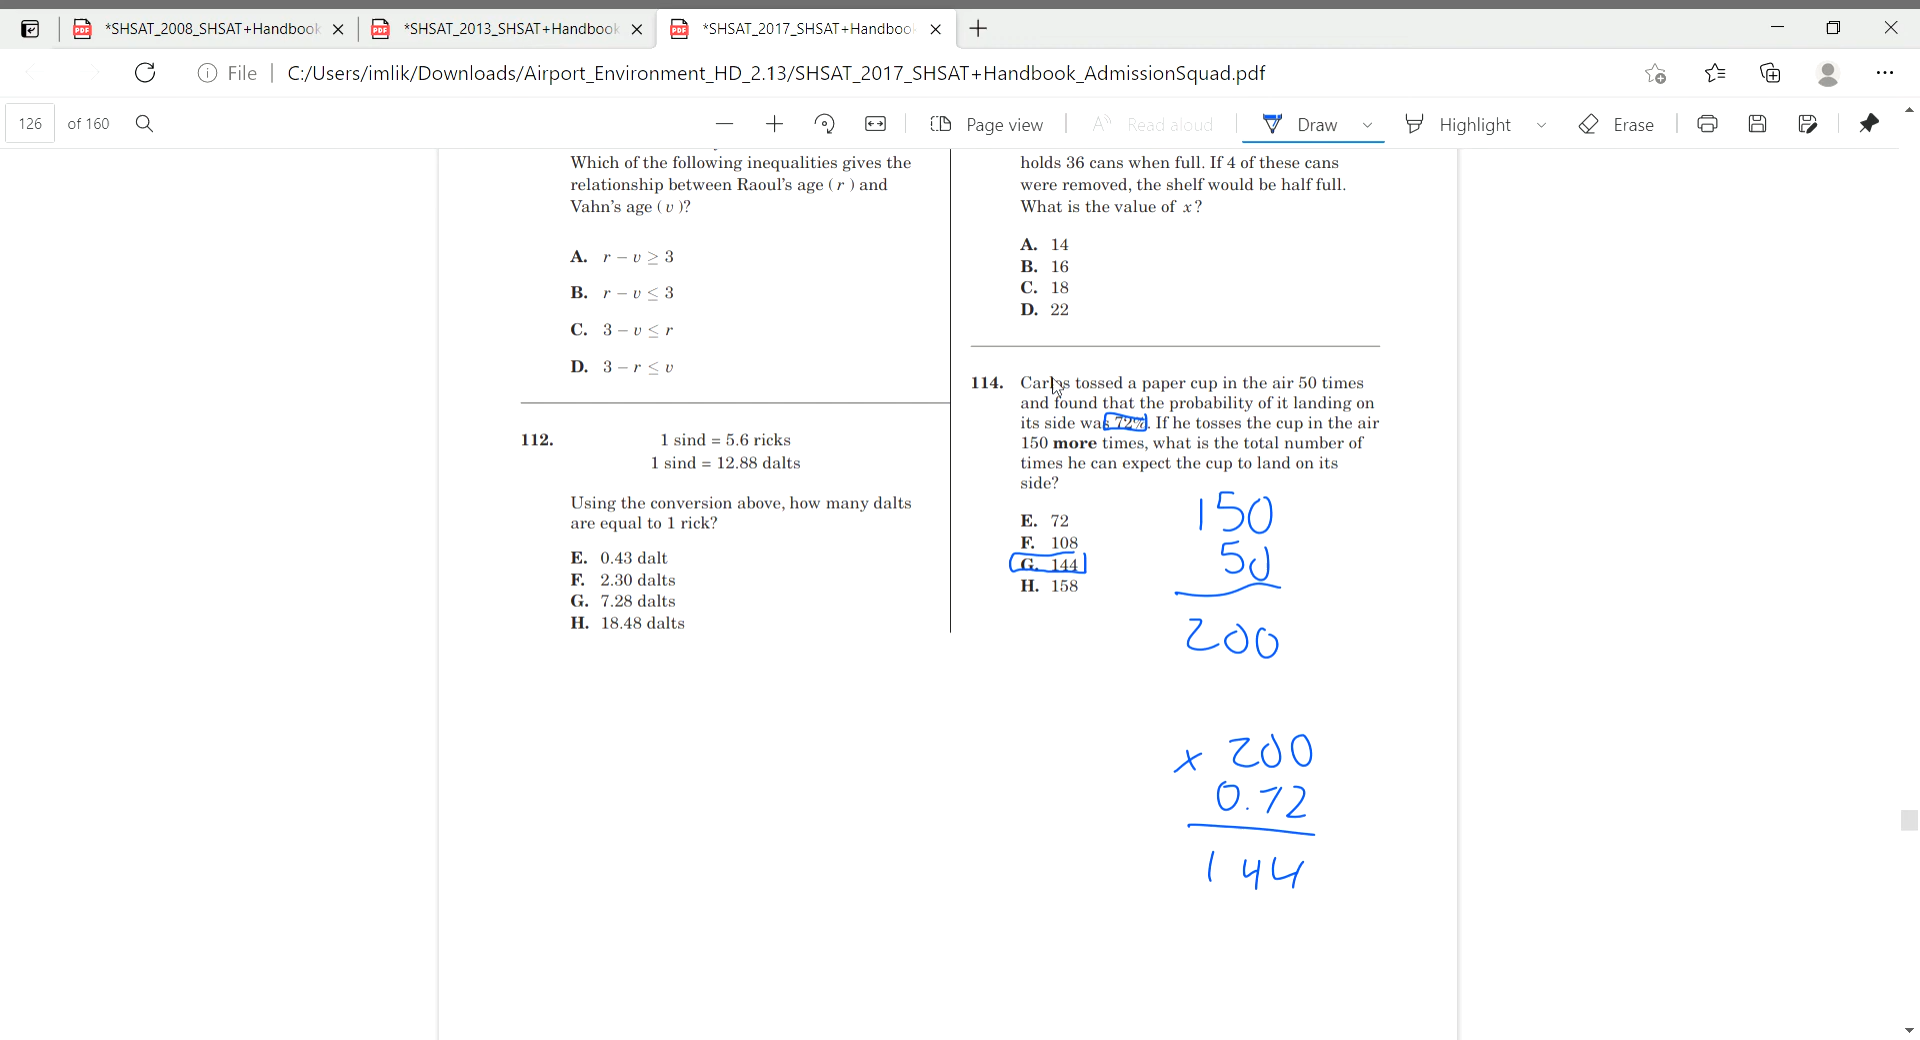 *SHSAT_2008_SHSAT+Handbook
*SHSAT_2013_SHSAT+Handbook
*SHSAT_2017_SHSAT+Handboo
File
C:/Users/imlik/Downloads/Airport_Environment_HD_2.13/SHSAT_2017_SHSAT+Handbook_AdmissionSquad.pdf
126 of 160
Page view
Read aloud
Draw
Highlight
Erase
Which of the following inequalities gives the
relationship between Raoul's age (r) and
Vahn's age (v)?
A. r – v ≥ 3
B. r – v ≤ 3
C. 3 – v ≤ r
D. 3 – r ≤ v
112. 1 sind = 5.6 ricks
1 sind = 12.88 dalts
Using the conversion above, how many dalts
are equal to 1 rick?
E. 0.43 dalt
F. 2.30 dalts
G. 7.28 dalts
H. 18.48 dalts
holds 36 cans when full. If 4 of these cans
were removed, the shelf would be half full.
What is the value of x?
A. 14
B. 16
C. 18
D. 22
114. Carlos tossed a paper cup in the air 50 times
and found that the probability of it landing on
its side was 72%. If he tosses the cup in the air
150 more times, what is the total number of
times he can expect the cup to land on its
side?
E. 72
F. 108
G. 144
H. 158
150
50
200
x 200
0.72
144